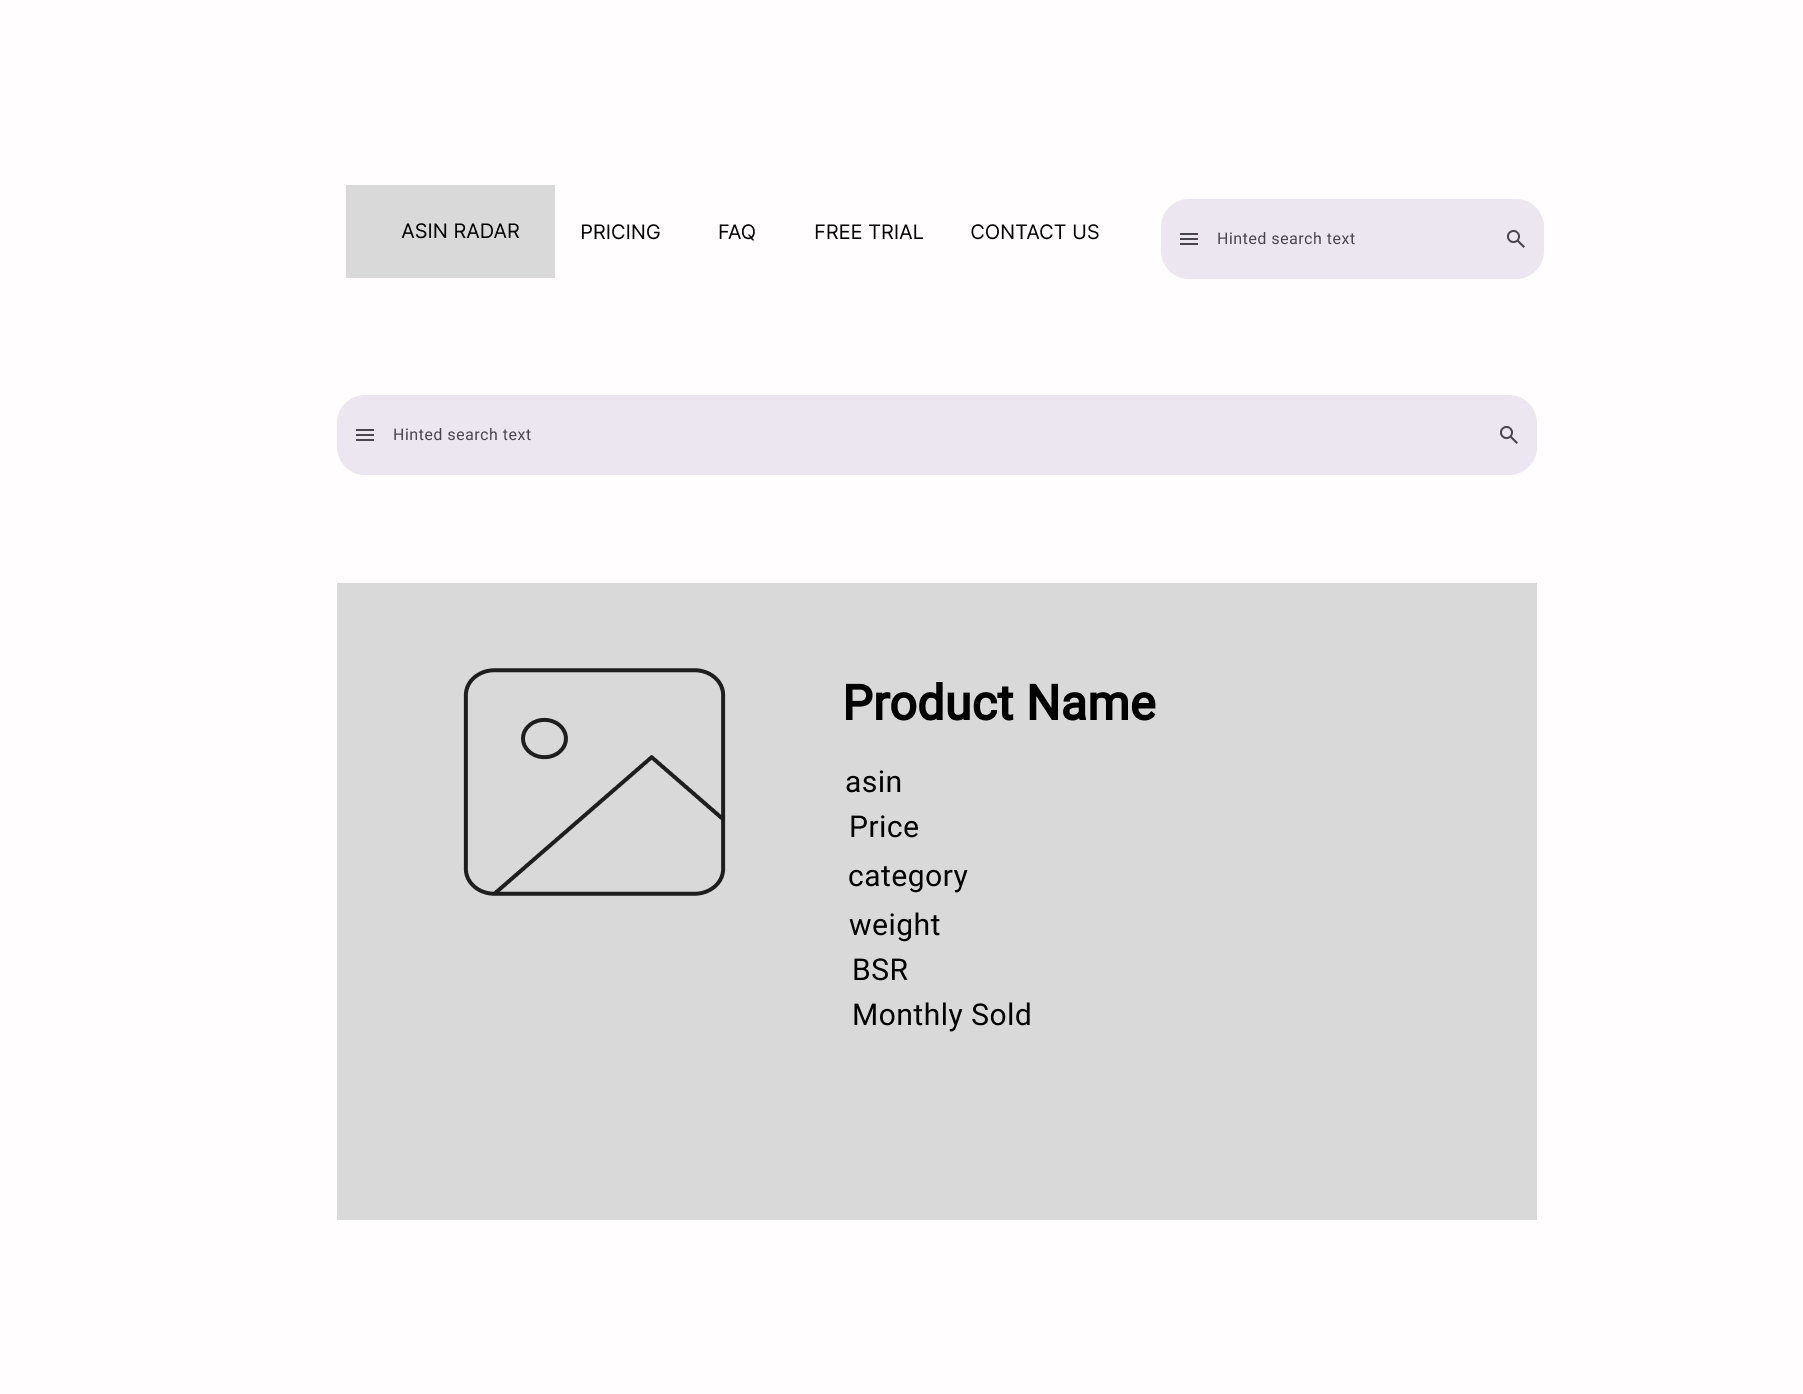 ASIN RADAR
PRICING
FAQ
FREE TRIAL
CONTACT US
Hinted search text
Hinted search text
Product Name
asin
Price
category
weight
BSR
Monthly Sold